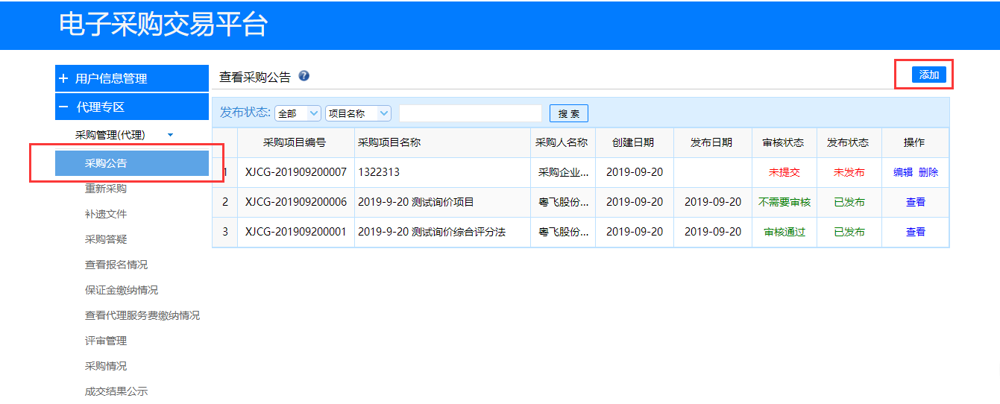 电子采购交易平台
用户信息管理
代理专区
采购管理(代理)
采购公告
重新采购
补遗文件
采购答疑
查看报名情况
保证金缴纳情况
查看代理服务费缴纳情况
评审管理
采购情况
成交结果公示
查看采购公告 ?
添加
发布状态: 全部 项目名称 搜 索
采购项目编号 采购项目名称 采购人名称 创建日期 发布日期 审核状态 发布状态 操作
1 XJCG-201909200007 1322313 采购企业... 2019-09-20 未提交 未发布 编辑 删除
2 XJCG-201909200006 2019-9-20 测试询价项目 粤飞股份... 2019-09-20 2019-09-20 不需要审核 已发布 查看
3 XJCG-201909200001 2019-9-20 测试询价综合评分法 粤飞股份... 2019-09-20 2019-09-20 审核通过 已发布 查看